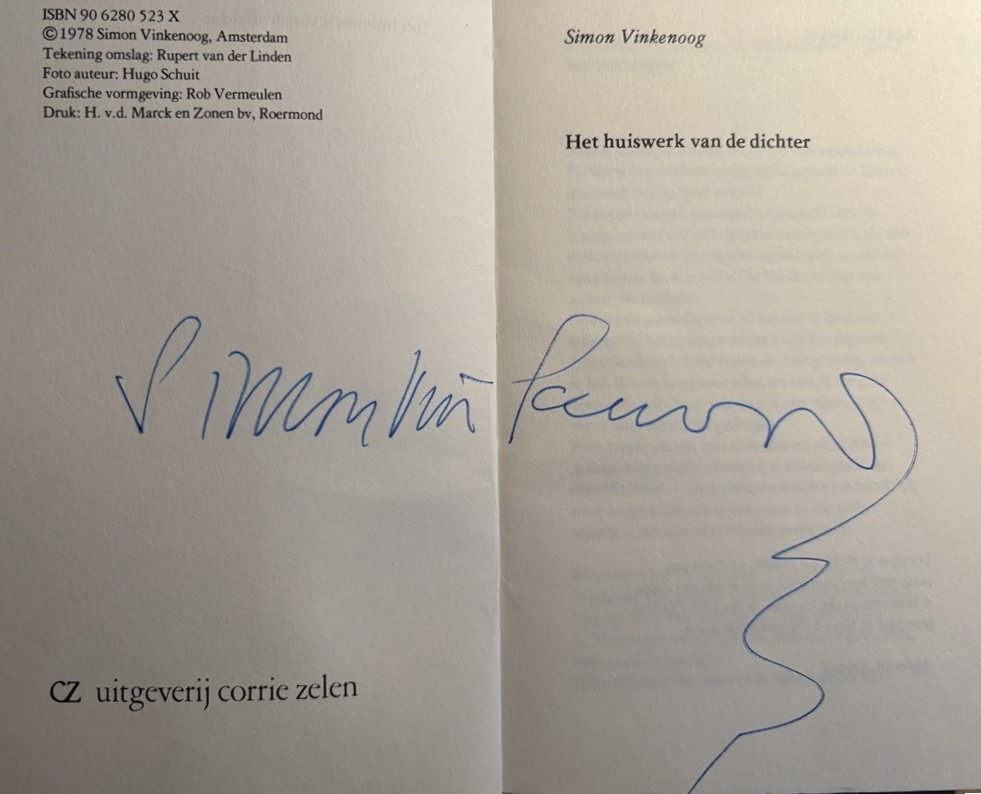 ISBN 90 6280 523 X
©1978 Simon Vinkenoog, Amsterdam
Tekening omslag: Rupert van der Linden
Foto auteur: Hugo Schuit
Grafische vormgeving: Rob Vermeulen
Druk: H. v.d. Marck en Zonen bv, Roermond
CZ uitgeverij corrie zelen
Simon Vinkenoog
Het huiswerk van de dichter
Simon Vinkenoog